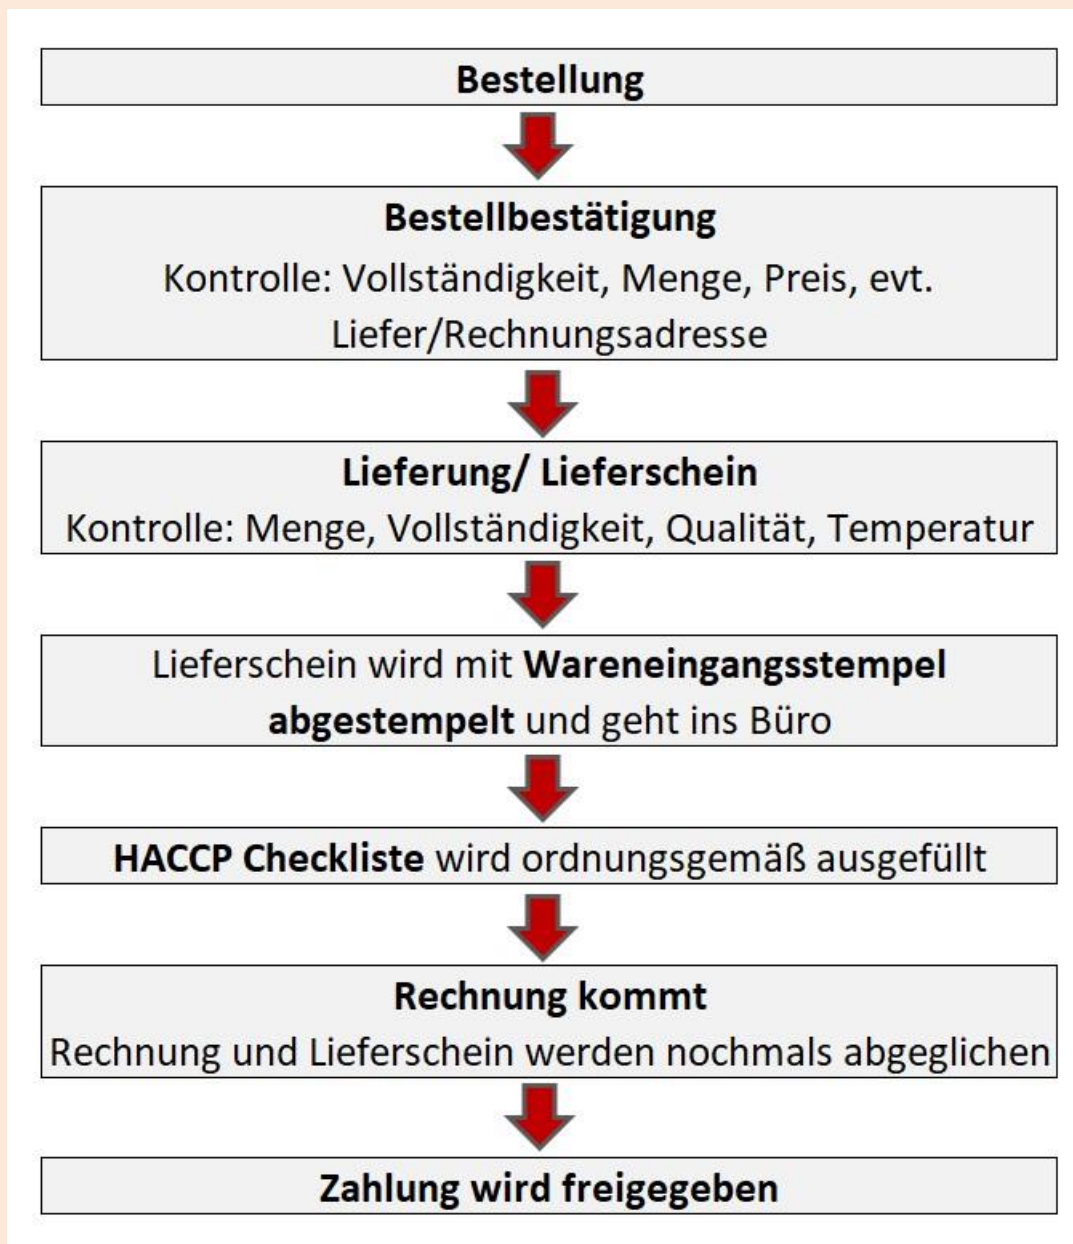 Bestellung
Bestellbestätigung
Kontrolle: Vollständigkeit, Menge, Preis, evt.
Liefer/Rechnungsadresse
Lieferung/ Lieferschein
Kontrolle: Menge, Vollständigkeit, Qualität, Temperatur
Lieferschein wird mit Wareneingangsstempel
abgestempelt und geht ins Büro
HACCP Checkliste wird ordnungsgemäß ausgefüllt
Rechnung kommt
Rechnung und Lieferschein werden nochmals abgeglichen
Zahlung wird freigegeben